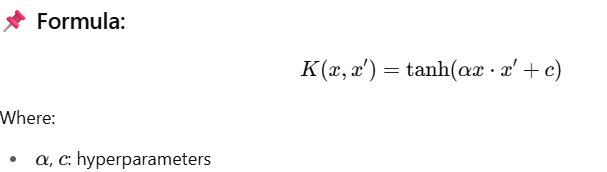 📌 Formula:
K(x, x′) = tanh(αx · x′ + c)
Where:
• α, c: hyperparameters